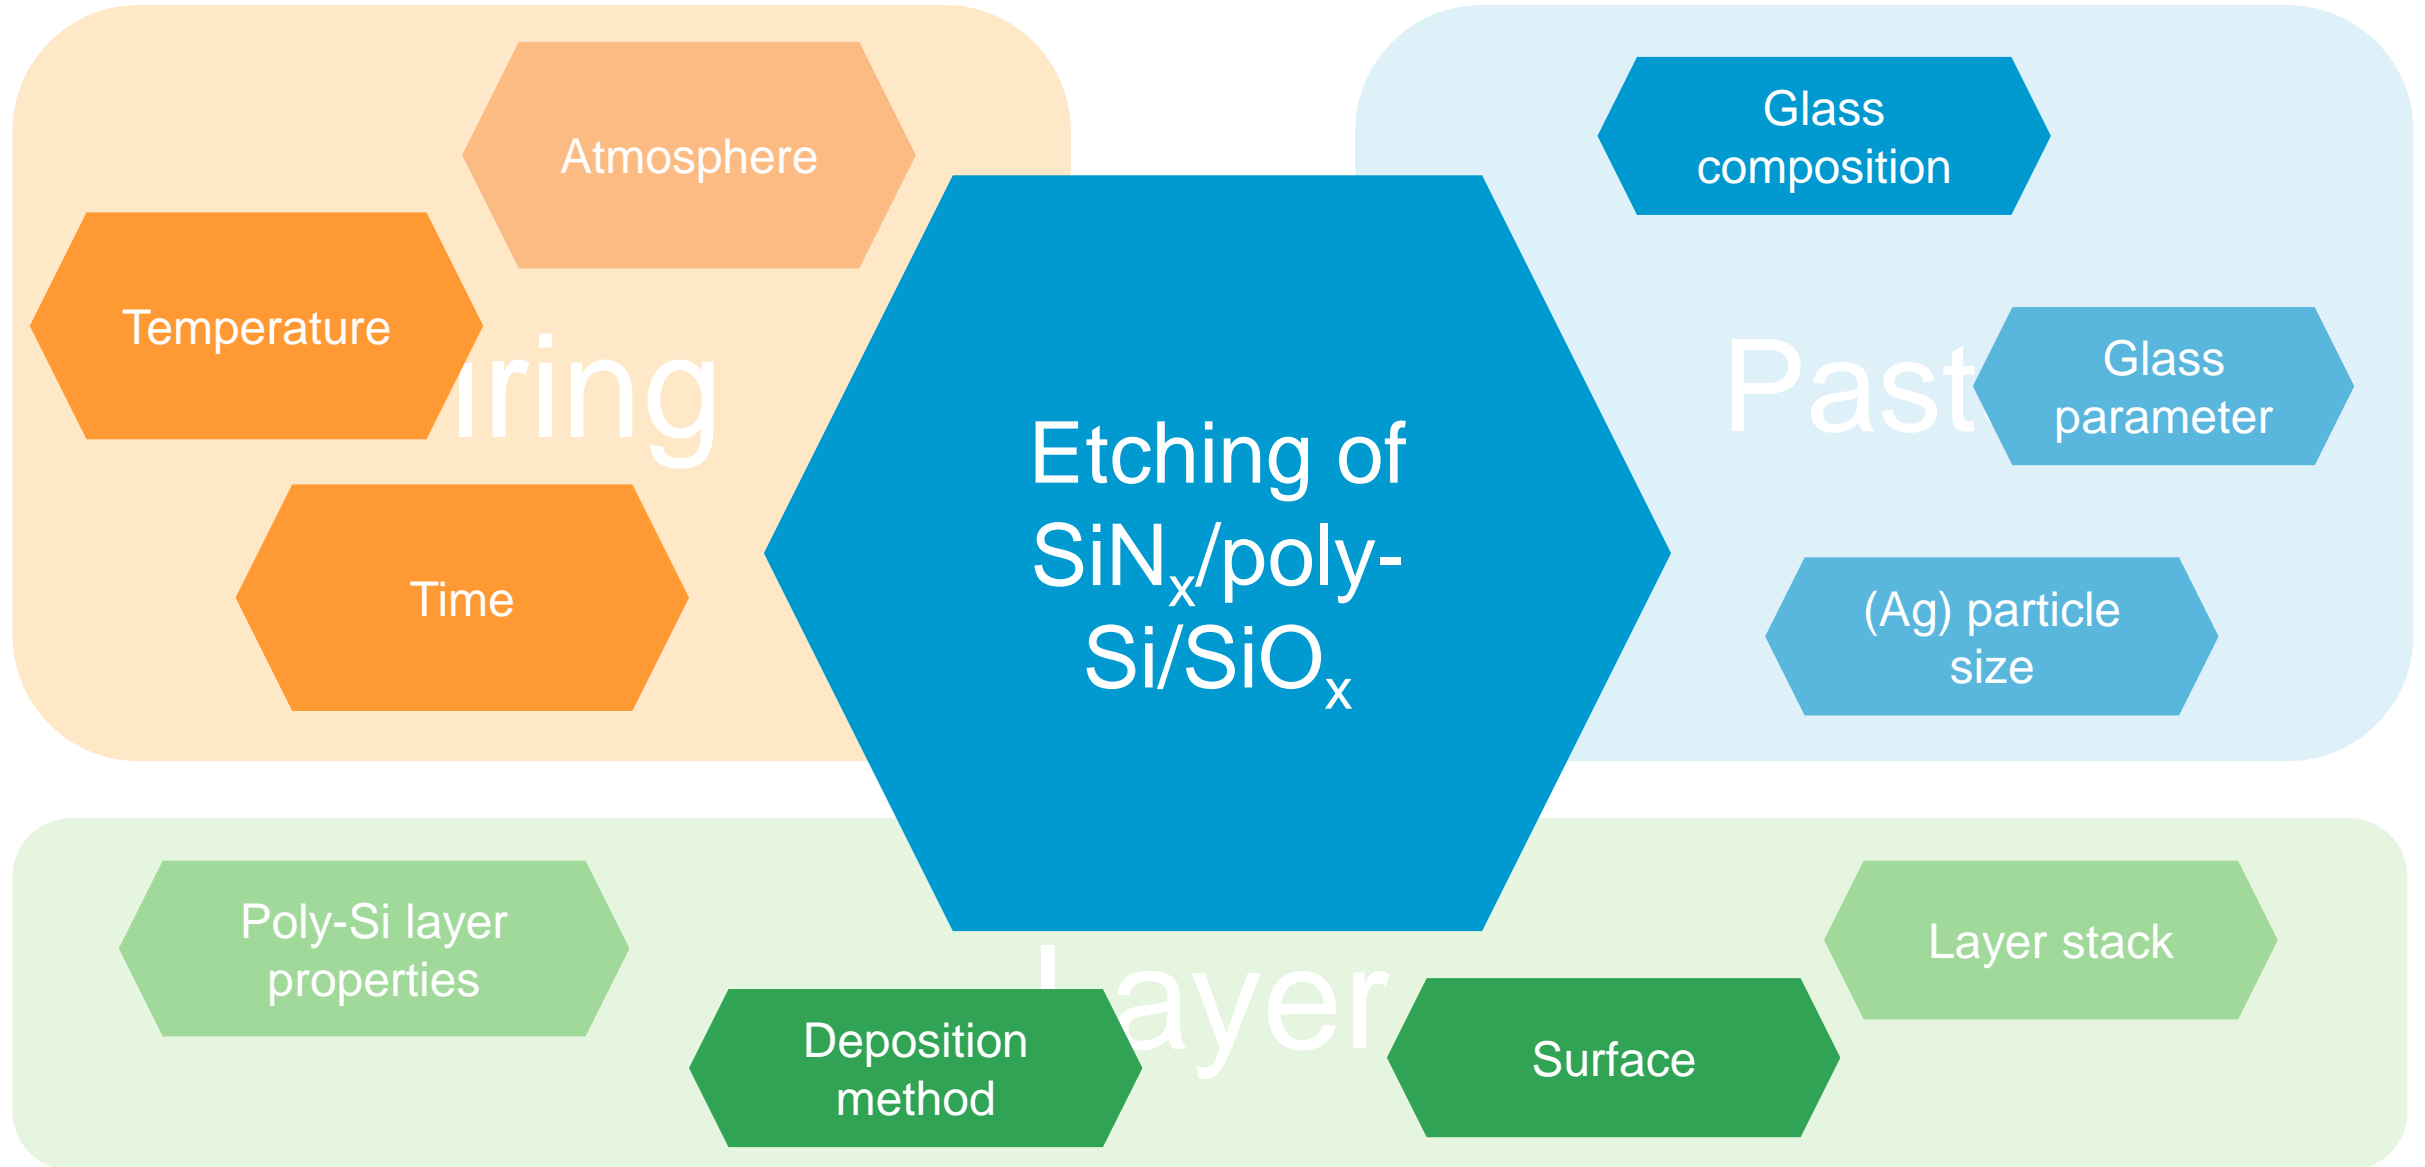 Atmosphere
Temperature
iring
Time
Glass
composition
Past
Glass
parameter
(Ag) particle
size
Etching of
SiNₓ/poly-
Si/SiOₓ
Poly-Si layer
properties
Layer
Deposition
method
Surface
Layer stack